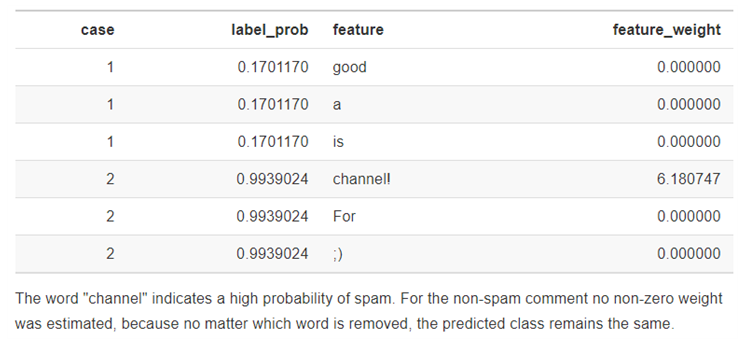 case label_prob feature feature_weight
1 0.1701170 good 0.000000
1 0.1701170 a 0.000000
1 0.1701170 is 0.000000
2 0.9939024 channel! 6.180747
2 0.9939024 For 0.000000
2 0.9939024 ;) 0.000000
The word "channel" indicates a high probability of spam. For the non-spam comment no non-zero weight
was estimated, because no matter which word is removed, the predicted class remains the same.